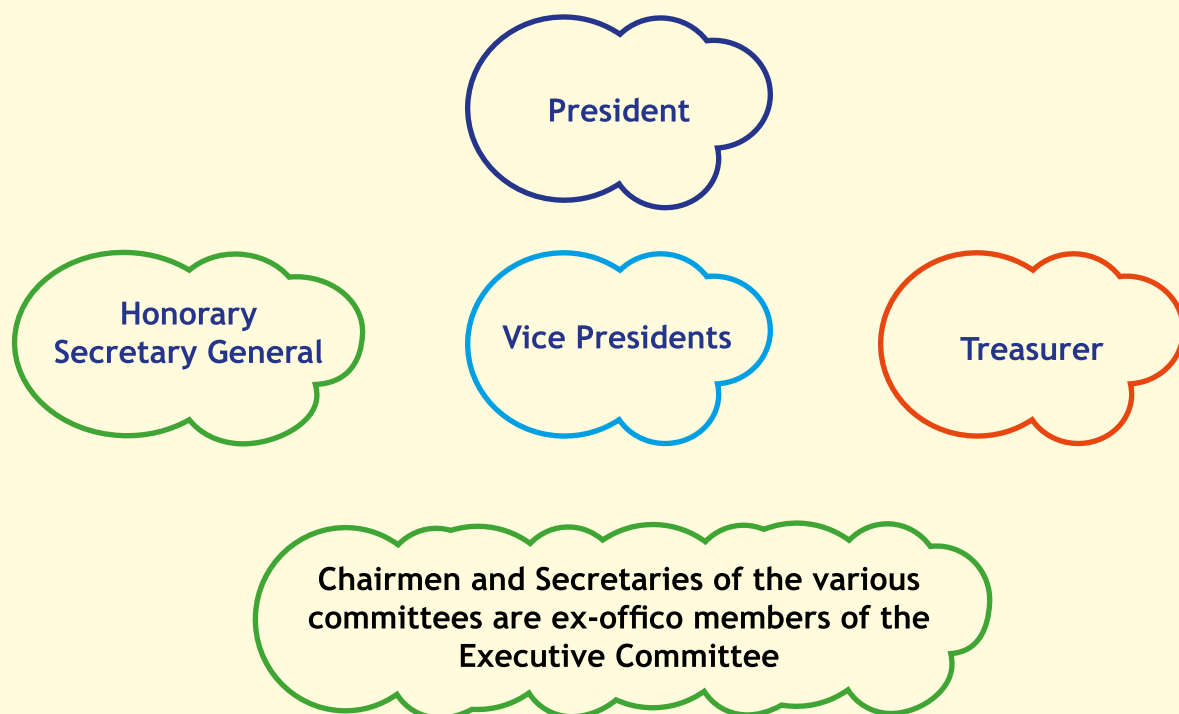 President
Honorary
Secretary General
Vice Presidents
Treasurer
Chairmen and Secretaries of the various
committees are ex-offico members of the
Executive Committee